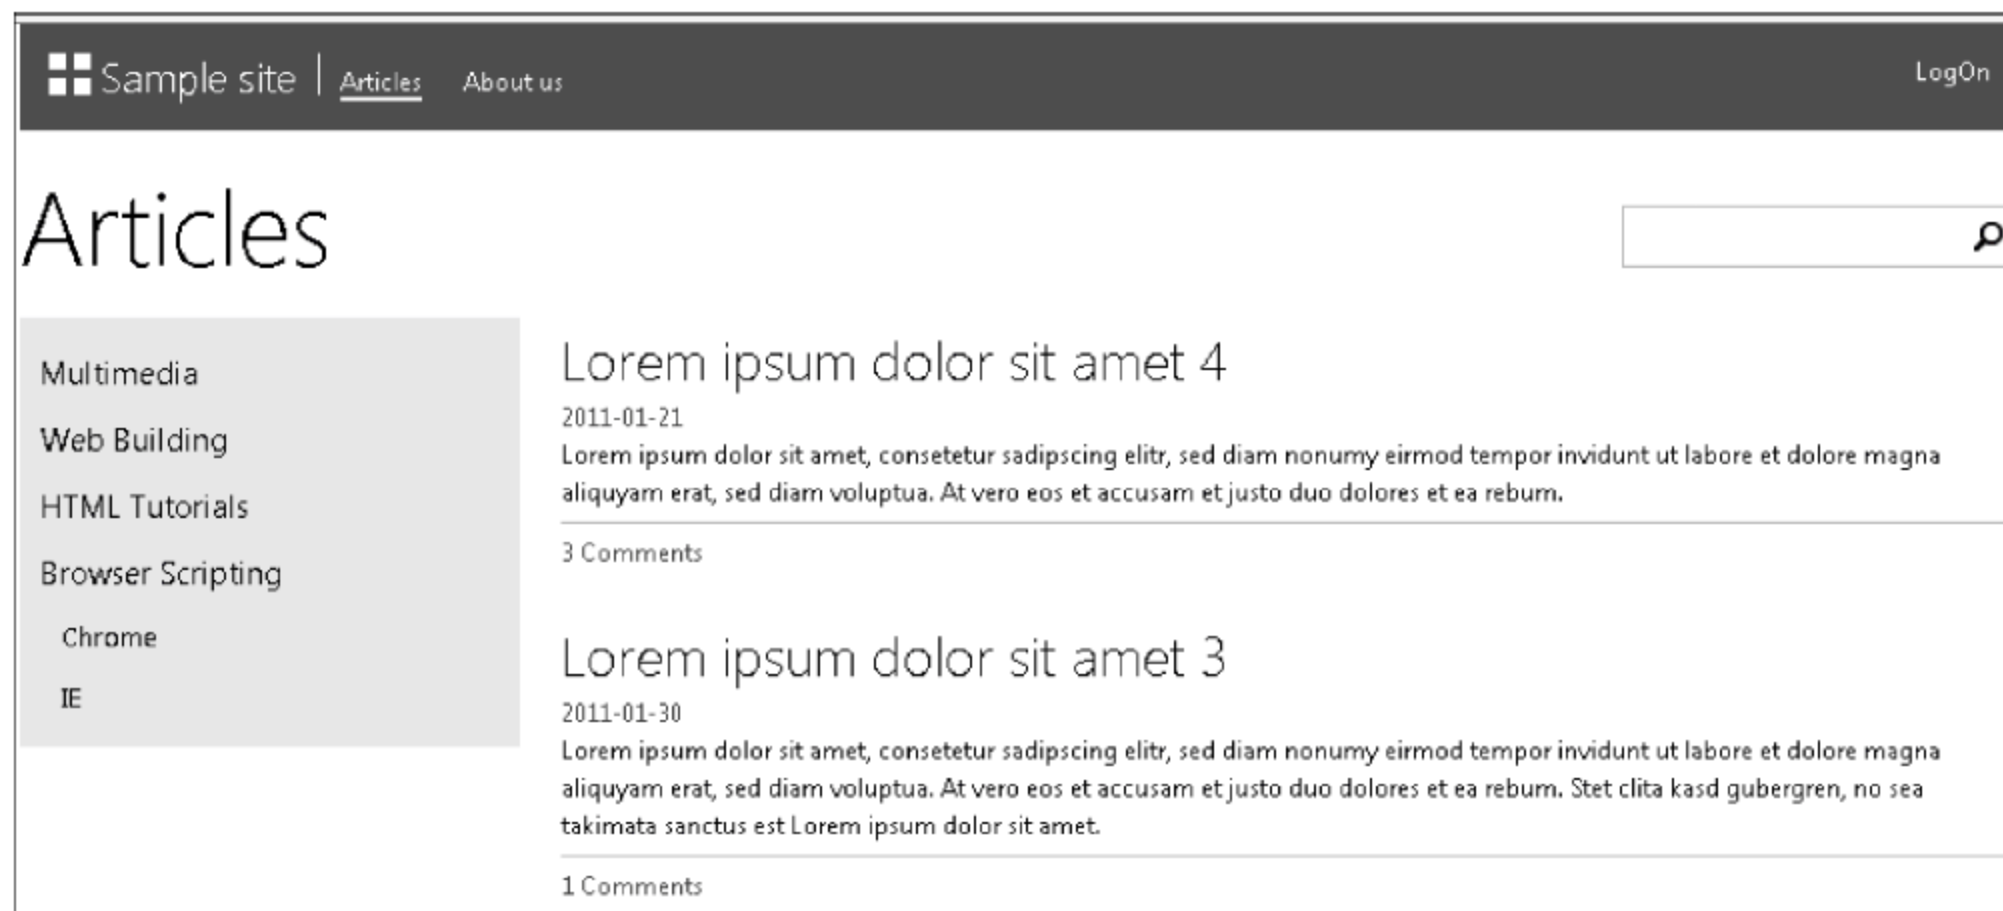 Sample site Articles About us LogOn
Articles
Multimedia
Web Building
HTML Tutorials
Browser Scripting
Chrome
IE
Lorem ipsum dolor sit amet 4
2011-01-21
Lorem ipsum dolor sit amet, consetetur sadipscing elitr, sed diam nonumy eirmod tempor invidunt ut labore et dolore magna
aliquyam erat, sed diam voluptua. At vero eos et accusam et justo duo dolores et ea rebum.
3 Comments
Lorem ipsum dolor sit amet 3
2011-01-30
Lorem ipsum dolor sit amet, consetetur sadipscing elitr, sed diam nonumy eirmod tempor invidunt ut labore et dolore magna
aliquyam erat, sed diam voluptua. At vero eos et accusam et justo duo dolores et ea rebum. Stet clita kasd gubergren, no sea
takimata sanctus est Lorem ipsum dolor sit amet.
1 Comments